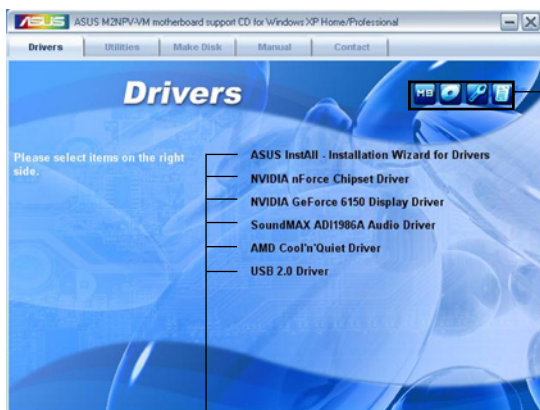 ASUS ASUS M2NPV-VM motherboard support CD for Windows XP Home/Professional
Drivers Utilities Make Disk Manual Contact
Drivers
MB
Please select items on the right
side.
ASUS InstAll - Installation Wizard for Drivers
NVIDIA nForce Chipset Driver
NVIDIA GeForce 6150 Display Driver
SoundMAX ADI1986A Audio Driver
AMD Cool'n'Quiet Driver
USB 2.0 Driver